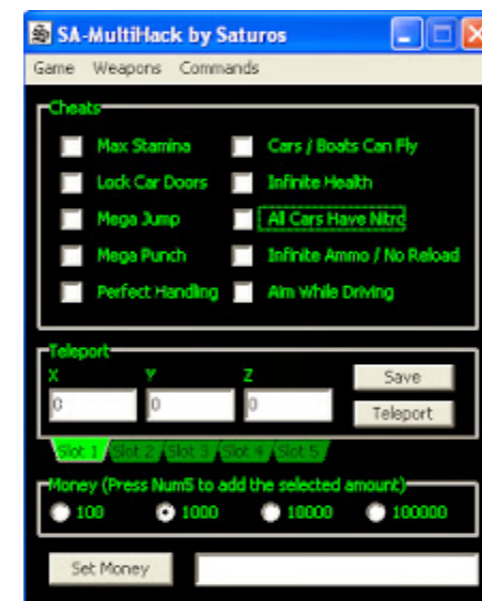 SA-MultiHack by Saturos
Game Weapons Commands
Cheats
Max Stamina Cars / Boats Can Fly
Lock Car Doors Infinite Health
Mega Jump All Cars Have Nitro
Mega Punch Infinite Ammo / No Reload
Perfect Handling Aim While Driving
Teleport
X Y Z Save
0 0 0 Teleport
Slot 1 Slot 2 Slot 3 Slot 4 Slot 5
Money (Press Num5 to add the selected amount)
100 1000 10000 100000
Set Money